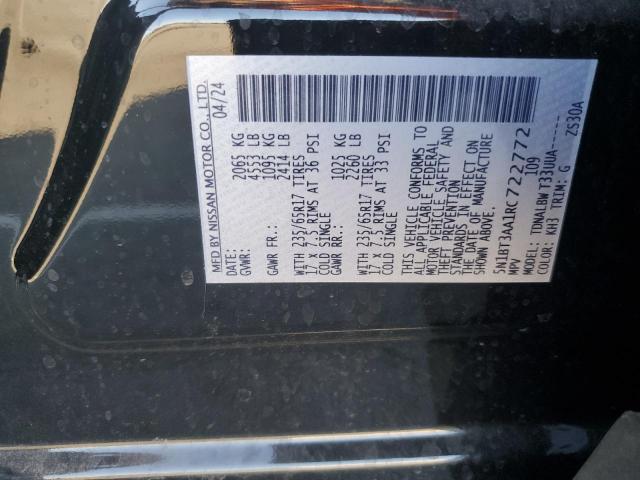 MFD BY NISSAN MOTOR CO., LTD.
DATE: 04/24
GVWR: 2065 KG
4553 LB
GAWR FR: 1095 KG
2414 LB
WITH 235/65R17 TIRES
17 X 7.5 RIMS AT 36 PSI
COLD SINGLE
GAWR RR: 1025 KG
2260 LB
WITH 235/65R17 TIRES
17 X 7.5 RIMS AT 33 PSI
COLD SINGLE
THIS VEHICLE CONFORMS TO
ALL APPLICABLE FEDERAL
MOTOR VEHICLE SAFETY AND
THEFT PREVENTION
STANDARDS IN EFFECT ON
THE DATE OF MANUFACTURE
SHOWN ABOVE.
5N1BT3AA1RC722772
MPV 109
MODEL: TDNALBW T33UUA------
COLOR: KH3 TRIM: G ZS30A